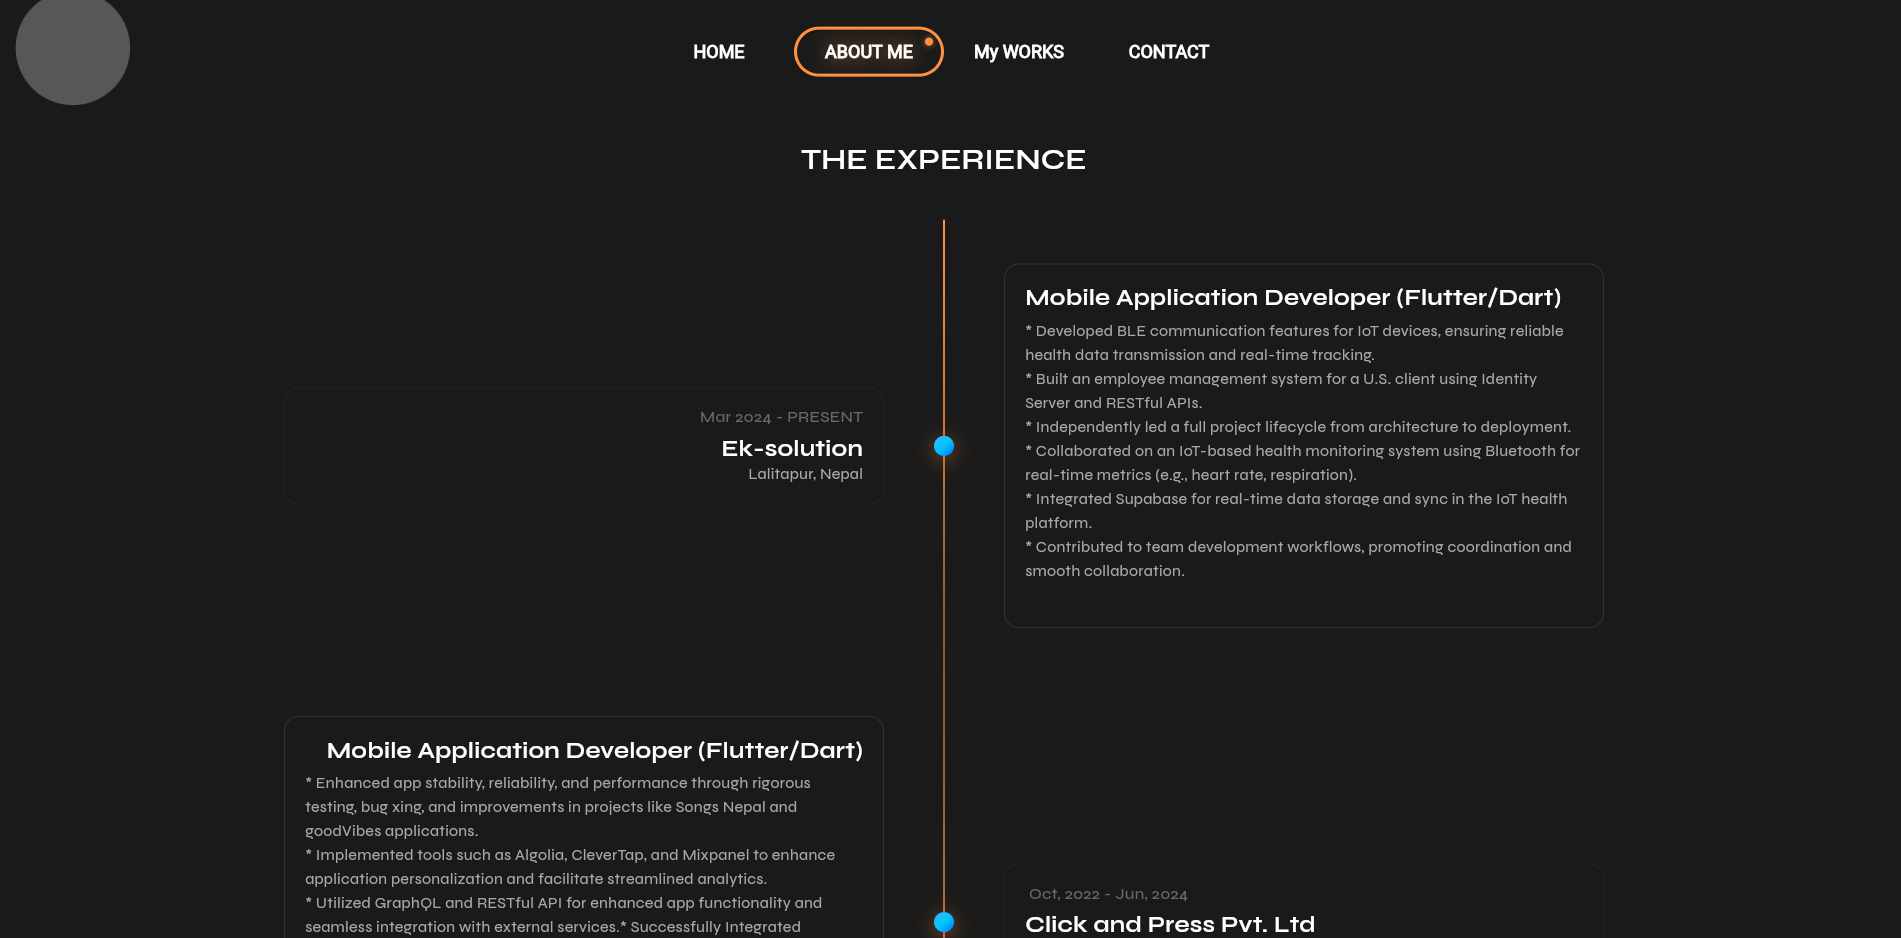 HOME
ABOUT ME
My WORKS
CONTACT
THE EXPERIENCE
Mar 2024 - PRESENT
Ek-solution
Lalitapur, Nepal
Mobile Application Developer (Flutter/Dart)
* Developed BLE communication features for IoT devices, ensuring reliable
health data transmission and real-time tracking.
* Built an employee management system for a U.S. client using Identity
Server and RESTful APIs.
* Independently led a full project lifecycle from architecture to deployment.
* Collaborated on an IoT-based health monitoring system using Bluetooth for
real-time metrics (e.g., heart rate, respiration).
* Integrated Supabase for real-time data storage and sync in the IoT health
platform.
* Contributed to team development workflows, promoting coordination and
smooth collaboration.
Mobile Application Developer (Flutter/Dart)
* Enhanced app stability, reliability, and performance through rigorous
testing, bug xing, and improvements in projects like Songs Nepal and
goodVibes applications.
* Implemented tools such as Algolia, CleverTap, and Mixpanel to enhance
application personalization and facilitate streamlined analytics.
* Utilized GraphQL and RESTful API for enhanced app functionality and
seamless integration with external services.* Successfully Integrated
Oct, 2022 - Jun, 2024
Click and Press Pvt. Ltd